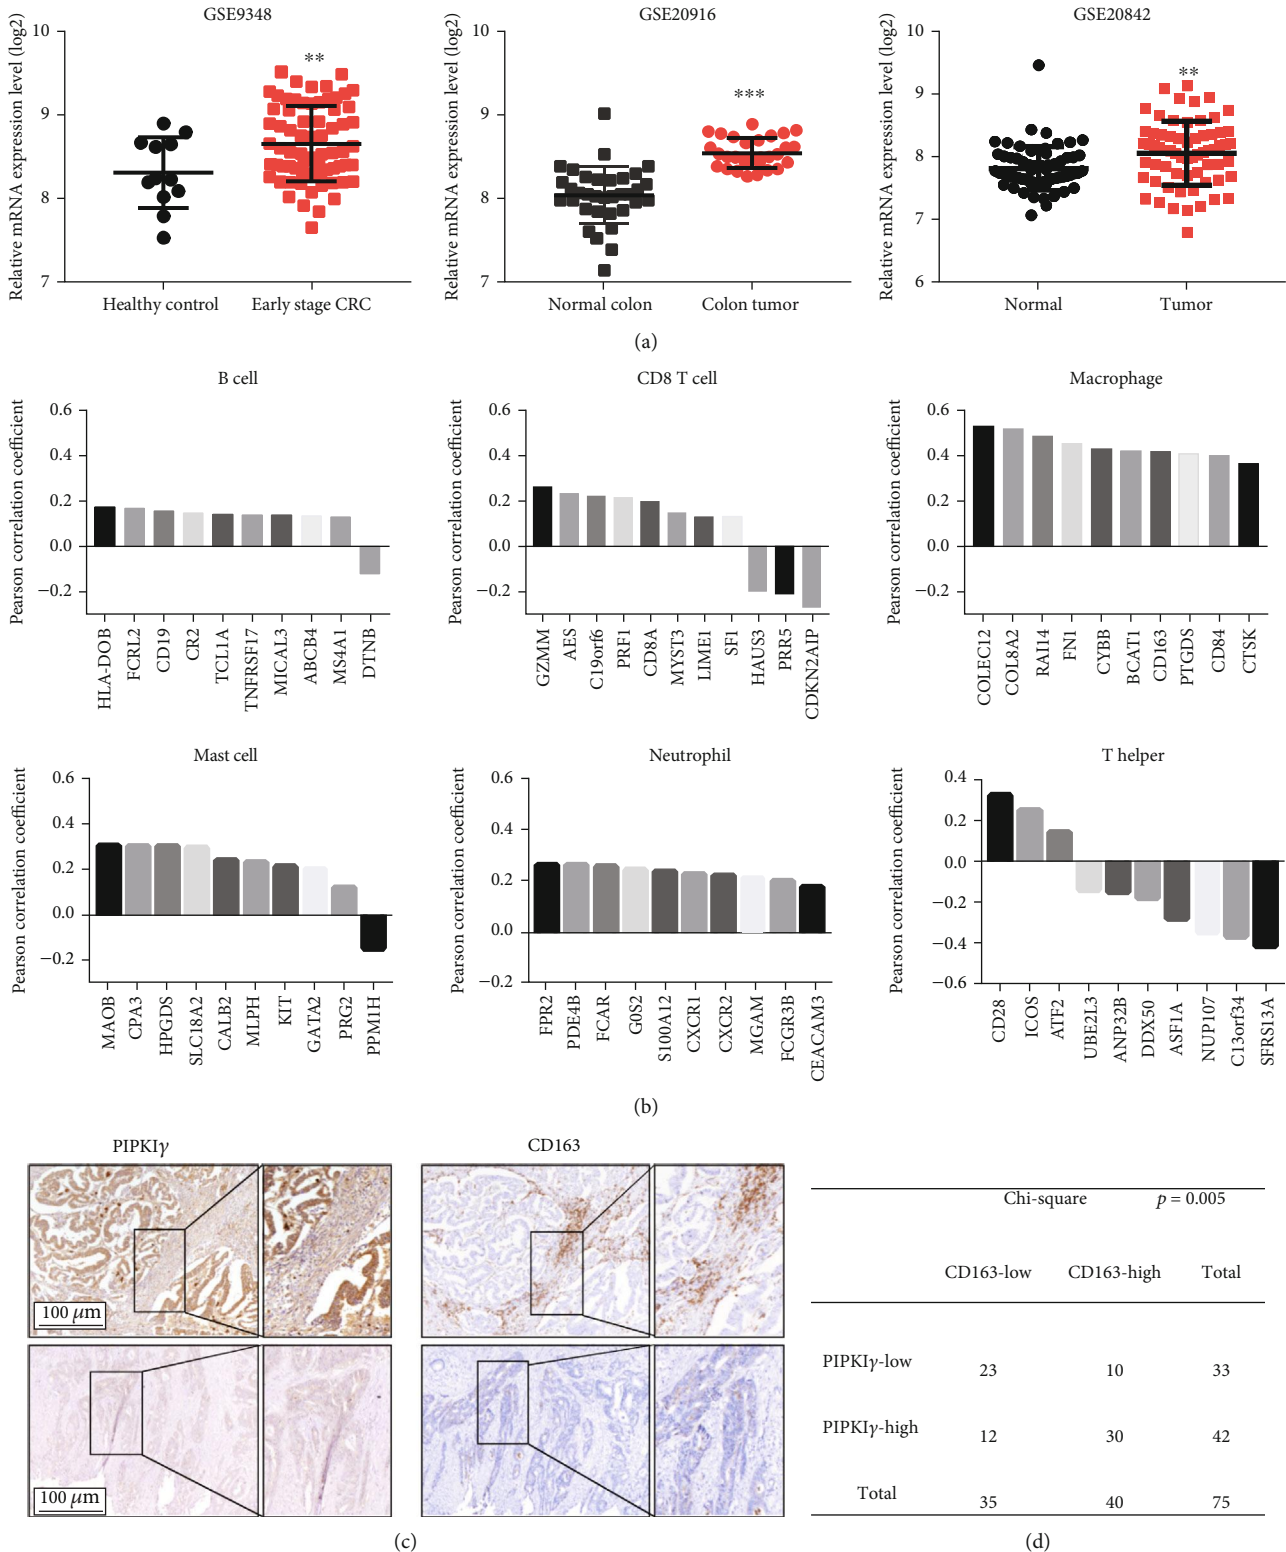 GSE9348
Relative mRNA expression level (log2)
10
9
8
7
**
Healthy control
Early stage CRC
GSE20916
Relative mRNA expression level (log2)
10
9
8
7
***
Normal colon
Colon tumor
GSE20842
Relative mRNA expression level (log2)
10
9
8
7
6
**
Normal
Tumor
(a)
B cell
Pearson correlation coefficient
0.6
0.4
0.2
0.0
−0.2
HLA-DOB
FCRL2
CD19
CR2
TCL1A
TNFRSF17
MICAL3
ABCB4
MS4A1
DTNB
CD8 T cell
Pearson correlation coefficient
0.6
0.4
0.2
0.0
−0.2
GZMM
AES
C19orf6
PRF1
CD8A
MYST3
LIME1
SF1
HAUS3
PRR5
CDKN2AIP
Macrophage
Pearson correlation coefficient
0.6
0.4
0.2
0.0
−0.2
COLEC12
COL8A2
RAI14
FN1
CYBB
BCAT1
CD163
PTGDS
CD84
CTSK
Mast cell
Pearson correlation coefficient
0.6
0.4
0.2
0.0
−0.2
MAOB
CPA3
HPGDS
SLC18A2
CALB2
MLPH
KIT
GATA2
PRG2
PPM1H
Neutrophil
Pearson correlation coefficient
0.6
0.4
0.2
0.0
−0.2
FPR2
PDE4B
FCAR
G0S2
S100A12
CXCR1
CXCR2
MGAM
FCGR3B
CEACAM3
T helper
Pearson correlation coefficient
0.4
0.2
0.0
−0.2
−0.4
−0.6
CD28
ICOS
ATF2
UBE2L3
ANP32B
DDX50
ASF1A
NUP107
C13orf34
SFRS13A
(b)
PIPKIγ
CD163
100 μm
100 μm
(c)
Chi-square p = 0.005
CD163-low CD163-high Total
PIPKIγ-low 23 10 33
PIPKIγ-high 12 30 42
Total 35 40 75
(d)